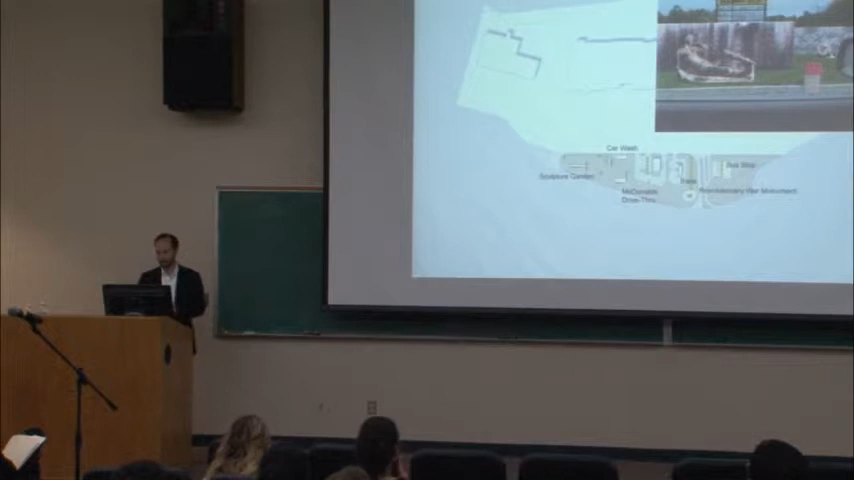 Car Wash
Sculpture Garden
Bus Stop
McDonalds
Drive-Thru
Revolutionary War Monument